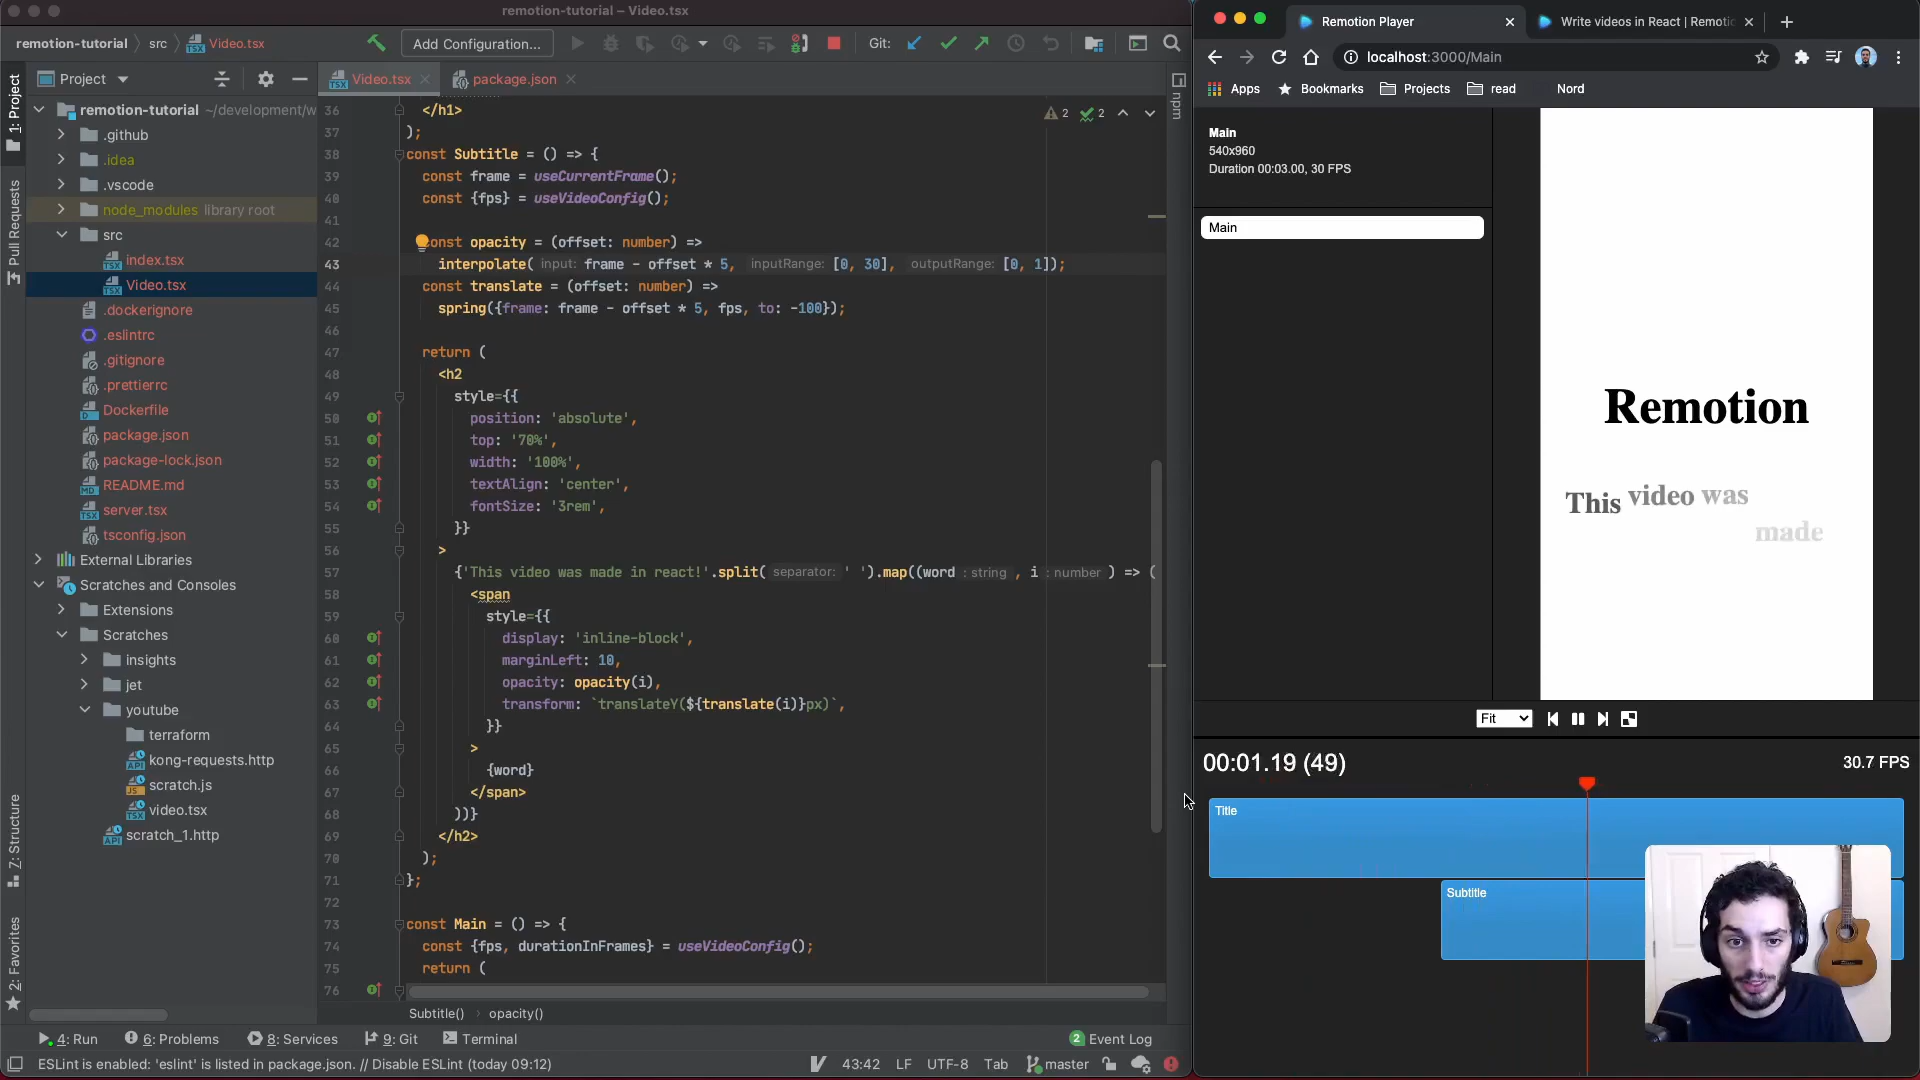 remotion-tutorial – Video.tsx
remotion-tutorial src Video.tsx
Add Configuration...
Git:
1: Project
Pull Requests
7: Structure
2: Favorites
Project
remotion-tutorial ~/development/w
.github
.idea
.vscode
node_modules library root
src
index.tsx
Video.tsx
.dockerignore
.eslintrc
.gitignore
.prettierrc
Dockerfile
package.json
package-lock.json
README.md
server.tsx
tsconfig.json
External Libraries
Scratches and Consoles
Extensions
Scratches
insights
jet
youtube
terraform
kong-requests.http
scratch.js
video.tsx
scratch_1.http
Video.tsx package.json
npm
2 2
36 </h1>
37 );
38 const Subtitle = () => {
39 const frame = useCurrentFrame();
40 const {fps} = useVideoConfig();
41
42 const opacity = (offset: number) =>
43 interpolate( input: frame - offset * 5, inputRange: [0, 30], outputRange: [0, 1]);
44 const translate = (offset: number) =>
45 spring({frame: frame - offset * 5, fps, to: -100});
46
47 return (
48 <h2
49 style={{
50 position: 'absolute',
51 top: '70%',
52 width: '100%',
53 textAlign: 'center',
54 fontSize: '3rem',
55 }}
56 >
57 {'This video was made in react!'.split( separator: ' ').map((word : string , i : number ) => (
58 <span
59 style={{
60 display: 'inline-block',
61 marginLeft: 10,
62 opacity: opacity(i),
63 transform: `translateY(${translate(i)}px)`,
64 }}
65 >
66 {word}
67 </span>
68 ))}
69 </h2>
70 );
71 };
72
73 const Main = () => {
74 const {fps, durationInFrames} = useVideoConfig();
75 return (
76
Subtitle() opacity()
4: Run 6: Problems 8: Services 9: Git Terminal 2 Event Log
ESLint is enabled: 'eslint' is listed in package.json. // Disable ESLint (today 09:12) 43:42 LF UTF-8 Tab master
Remotion Player Write videos in React | Remotio
localhost:3000/Main
Apps Bookmarks Projects read Nord
Main
540x960
Duration 00:03.00, 30 FPS
Main
Remotion
This video was
made
Fit
00:01.19 (49) 30.7 FPS
Title
Subtitle